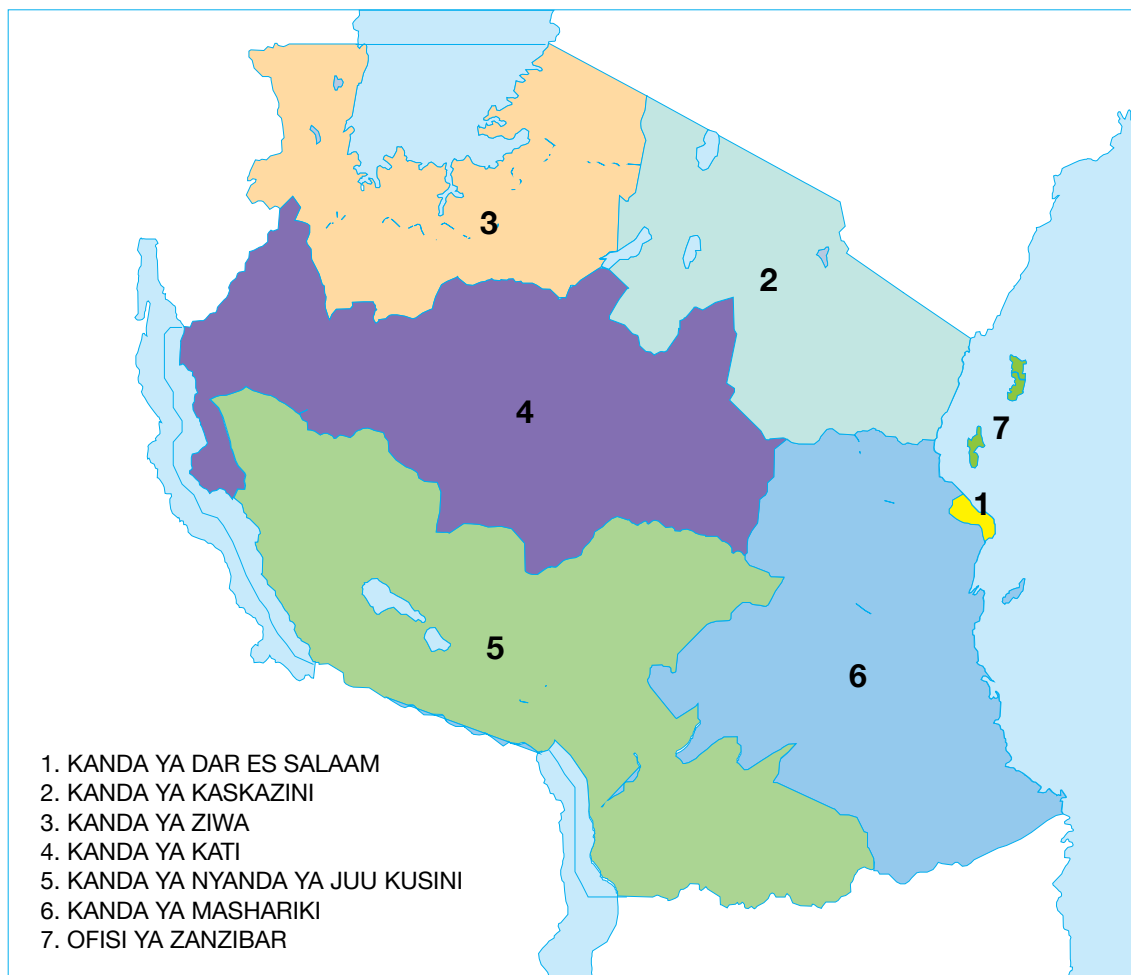 3
2
4
7
1
5
6
1. KANDA YA DAR ES SALAAM
2. KANDA YA KASKAZINI
3. KANDA YA ZIWA
4. KANDA YA KATI
5. KANDA YA NYANDA YA JUU KUSINI
6. KANDA YA MASHARIKI
7. OFISI YA ZANZIBAR